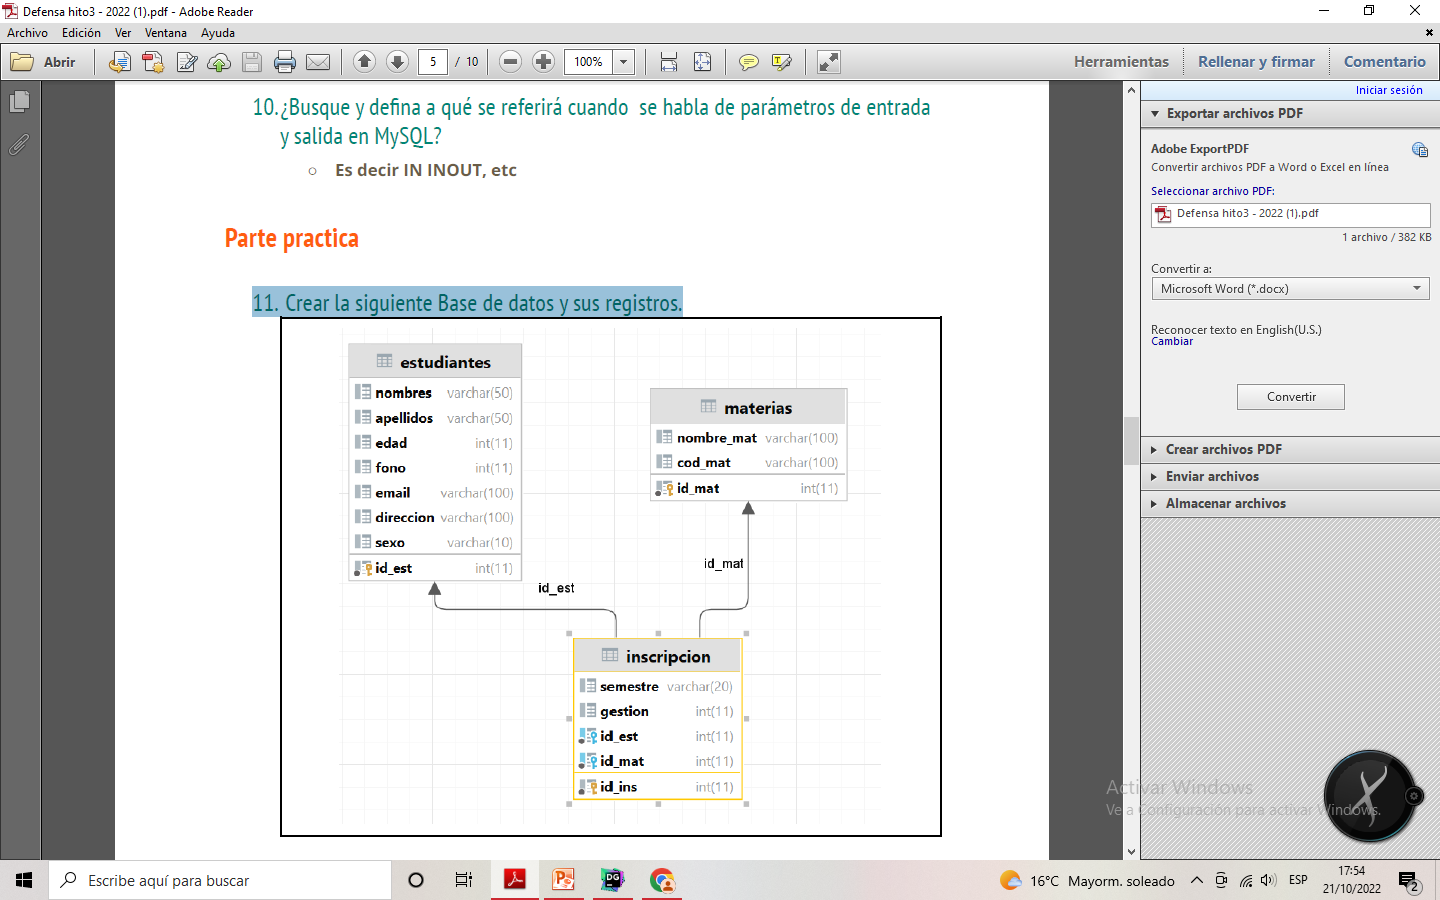 Defensa hito3 - 2022 (1).pdf - Adobe Reader
Archivo Edición Ver Ventana Ayuda
Abrir 5 / 10 100% Herramientas Rellenar y firmar Comentario
10. ¿Busque y defina a qué se referirá cuando se habla de parámetros de entrada
y salida en MySQL?
○ Es decir IN INOUT, etc
Parte practica
11. Crear la siguiente Base de datos y sus registros.
estudiantes
nombres varchar(50)
apellidos varchar(50)
edad int(11)
fono int(11)
email varchar(100)
direccion varchar(100)
sexo varchar(10)
id_est int(11)
materias
nombre_mat varchar(100)
cod_mat varchar(100)
id_mat int(11)
id_est
id_mat
inscripcion
semestre varchar(20)
gestion int(11)
id_est int(11)
id_mat int(11)
id_ins int(11)
Iniciar sesión
Exportar archivos PDF
Adobe ExportPDF
Convertir archivos PDF a Word o Excel en línea
Seleccionar archivo PDF:
Defensa hito3 - 2022 (1).pdf
1 archivo / 382 KB
Convertir a:
Microsoft Word (*.docx)
Reconocer texto en English(U.S.)
Cambiar
Convertir
Crear archivos PDF
Enviar archivos
Almacenar archivos
Activar Windows
Ve a Configuración para activar Windows.
Escribe aquí para buscar
DG
16°C Mayorm. soleado
ESP
17:54
21/10/2022
2